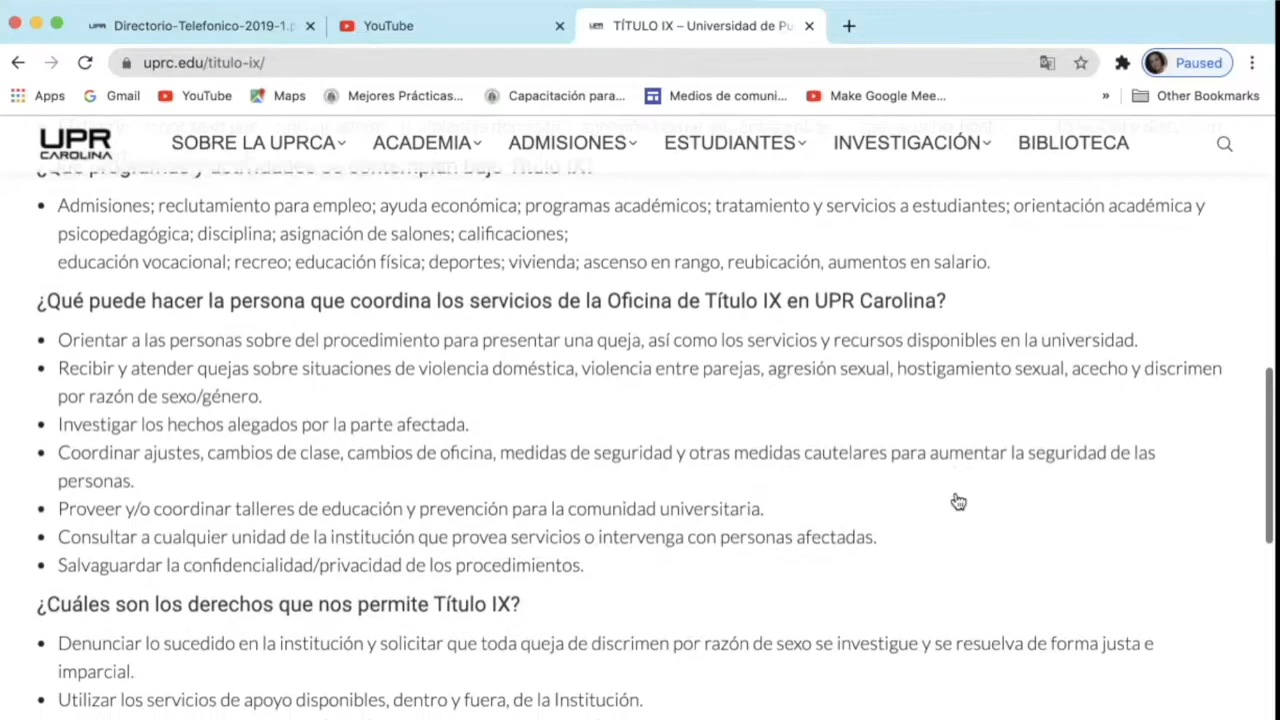 Directorio-Telefonico-2019-1.p
YouTube
TÍTULO IX – Universidad de Pu
uprc.edu/titulo-ix/
Paused
Apps
Gmail
YouTube
Maps
Mejores Prácticas...
Capacitación para...
Medios de comuni...
Make Google Mee...
»
Other Bookmarks
UPR
CAROLINA
SOBRE LA UPRCA
ACADEMIA
ADMISIONES
ESTUDIANTES
INVESTIGACIÓN
BIBLIOTECA
¿Qué programas y actividades se contemplan bajo Título IX?
• Admisiones; reclutamiento para empleo; ayuda económica; programas académicos; tratamiento y servicios a estudiantes; orientación académica y
psicopedagógica; disciplina; asignación de salones; calificaciones;
educación vocacional; recreo; educación física; deportes; vivienda; ascenso en rango, reubicación, aumentos en salario.
¿Qué puede hacer la persona que coordina los servicios de la Oficina de Título IX en UPR Carolina?
• Orientar a las personas sobre del procedimiento para presentar una queja, así como los servicios y recursos disponibles en la universidad.
• Recibir y atender quejas sobre situaciones de violencia doméstica, violencia entre parejas, agresión sexual, hostigamiento sexual, acecho y discrimen
por razón de sexo/género.
• Investigar los hechos alegados por la parte afectada.
• Coordinar ajustes, cambios de clase, cambios de oficina, medidas de seguridad y otras medidas cautelares para aumentar la seguridad de las
personas.
• Proveer y/o coordinar talleres de educación y prevención para la comunidad universitaria.
• Consultar a cualquier unidad de la institución que provea servicios o intervenga con personas afectadas.
• Salvaguardar la confidencialidad/privacidad de los procedimientos.
¿Cuáles son los derechos que nos permite Título IX?
• Denunciar lo sucedido en la institución y solicitar que toda queja de discrimen por razón de sexo se investigue y se resuelva de forma justa e
imparcial.
• Utilizar los servicios de apoyo disponibles, dentro y fuera, de la Institución.